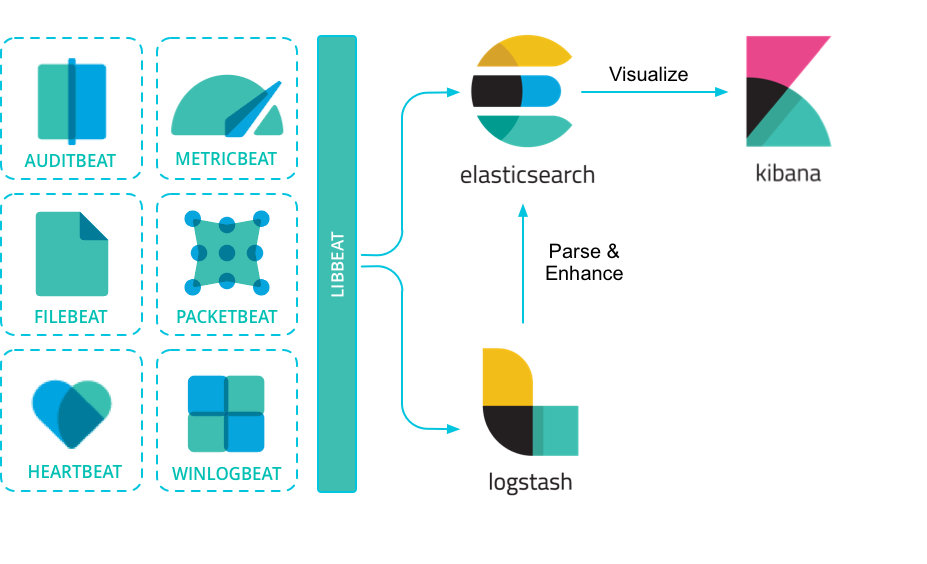 AUDITBEAT
METRICBEAT
FILEBEAT
PACKETBEAT
HEARTBEAT
WINLOGBEAT
LIBBEAT
elasticsearch
Visualize
kibana
Parse &
Enhance
logstash